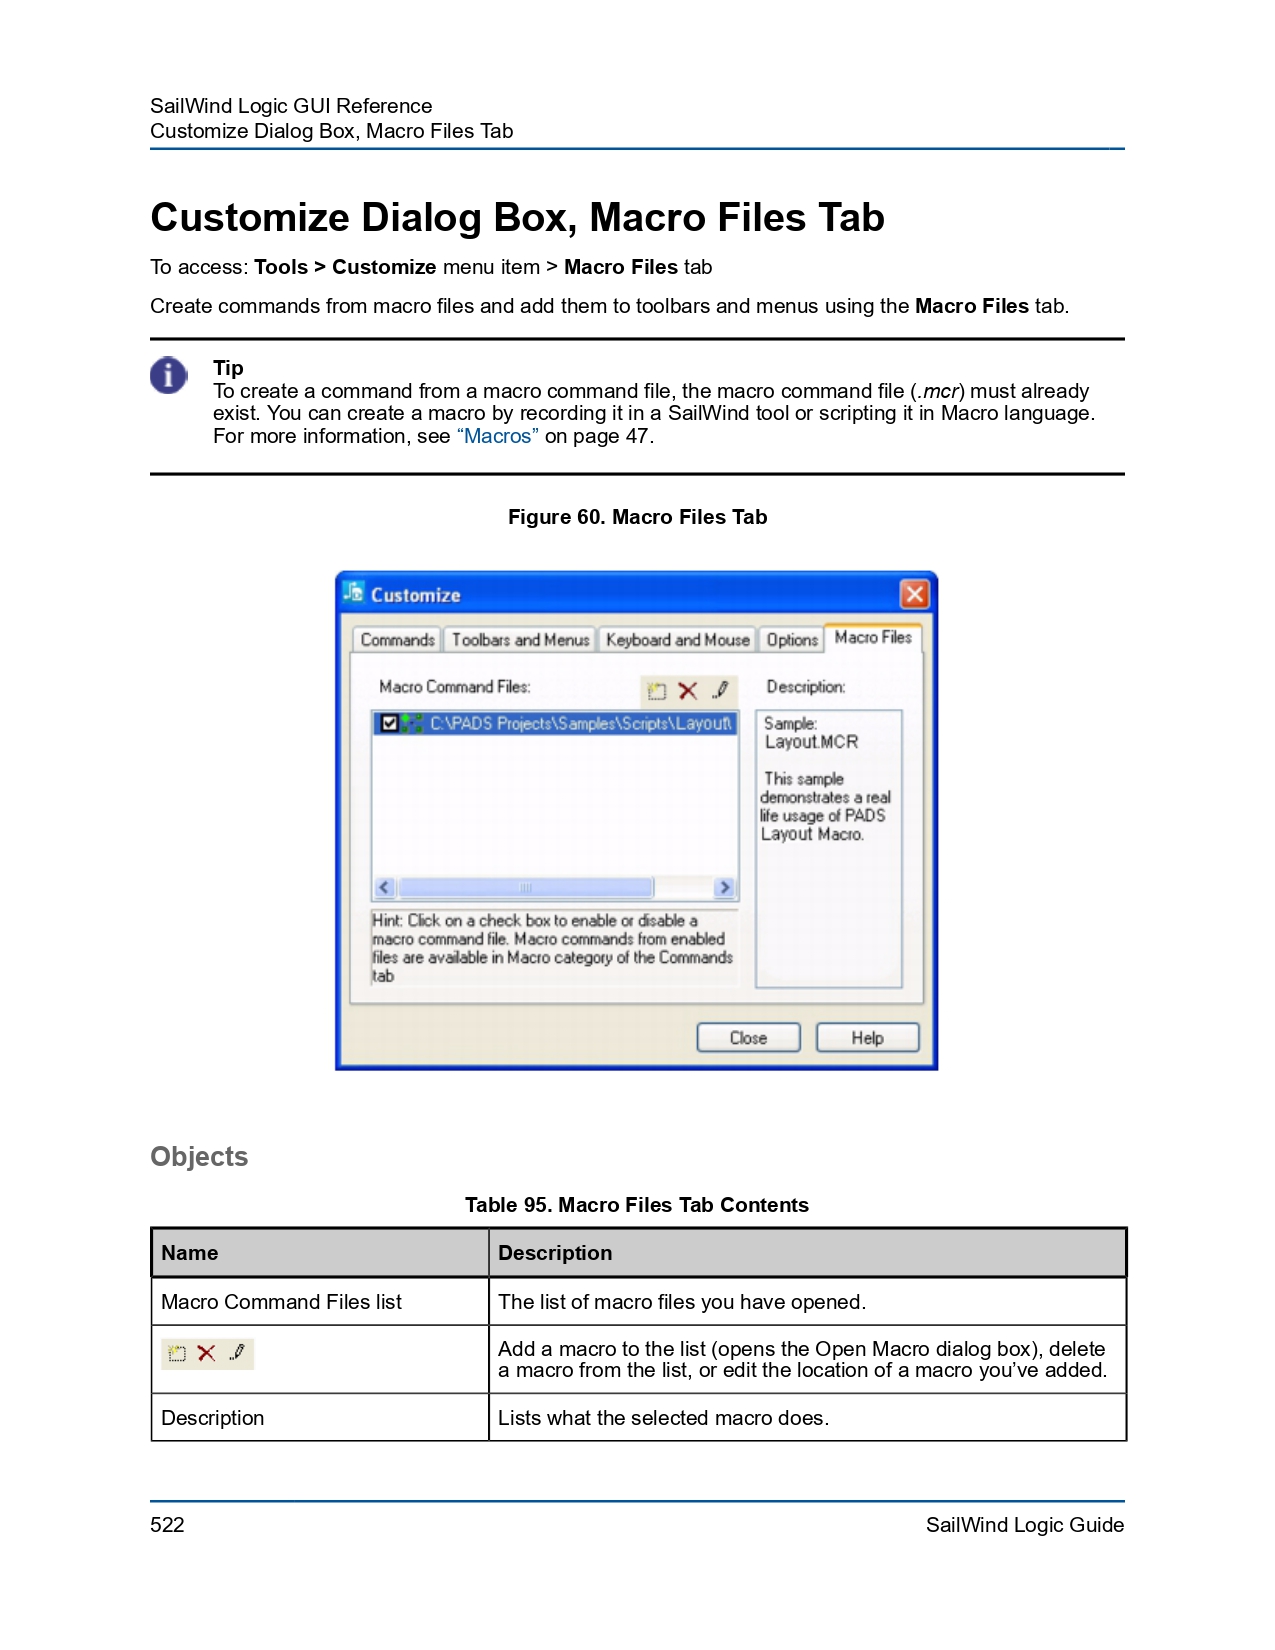 SailWind Logic GUI Reference
Customize Dialog Box, Macro Files Tab
Customize Dialog Box, Macro Files Tab
To access: Tools > Customize menu item > Macro Files tab
Create commands from macro files and add them to toolbars and menus using the Macro Files tab.
Tip
To create a command from a macro command file, the macro command file (.mcr) must already
exist. You can create a macro by recording it in a SailWind tool or scripting it in Macro language.
For more information, see “Macros” on page 47.
Figure 60. Macro Files Tab
Customize
Commands Toolbars and Menus Keyboard and Mouse Options Macro Files
Macro Command Files:
C:\PADS Projects\Samples\Scripts\Layout\
Hint: Click on a check box to enable or disable a
macro command file. Macro commands from enabled
files are available in Macro category of the Commands
tab
Description:
Sample:
Layout.MCR
This sample
demonstrates a real
life usage of PADS
Layout Macro.
Close Help
Objects
Table 95. Macro Files Tab Contents
Name Description
Macro Command Files list The list of macro files you have opened.
Add a macro to the list (opens the Open Macro dialog box), delete
a macro from the list, or edit the location of a macro you’ve added.
Description Lists what the selected macro does.
522 SailWind Logic Guide